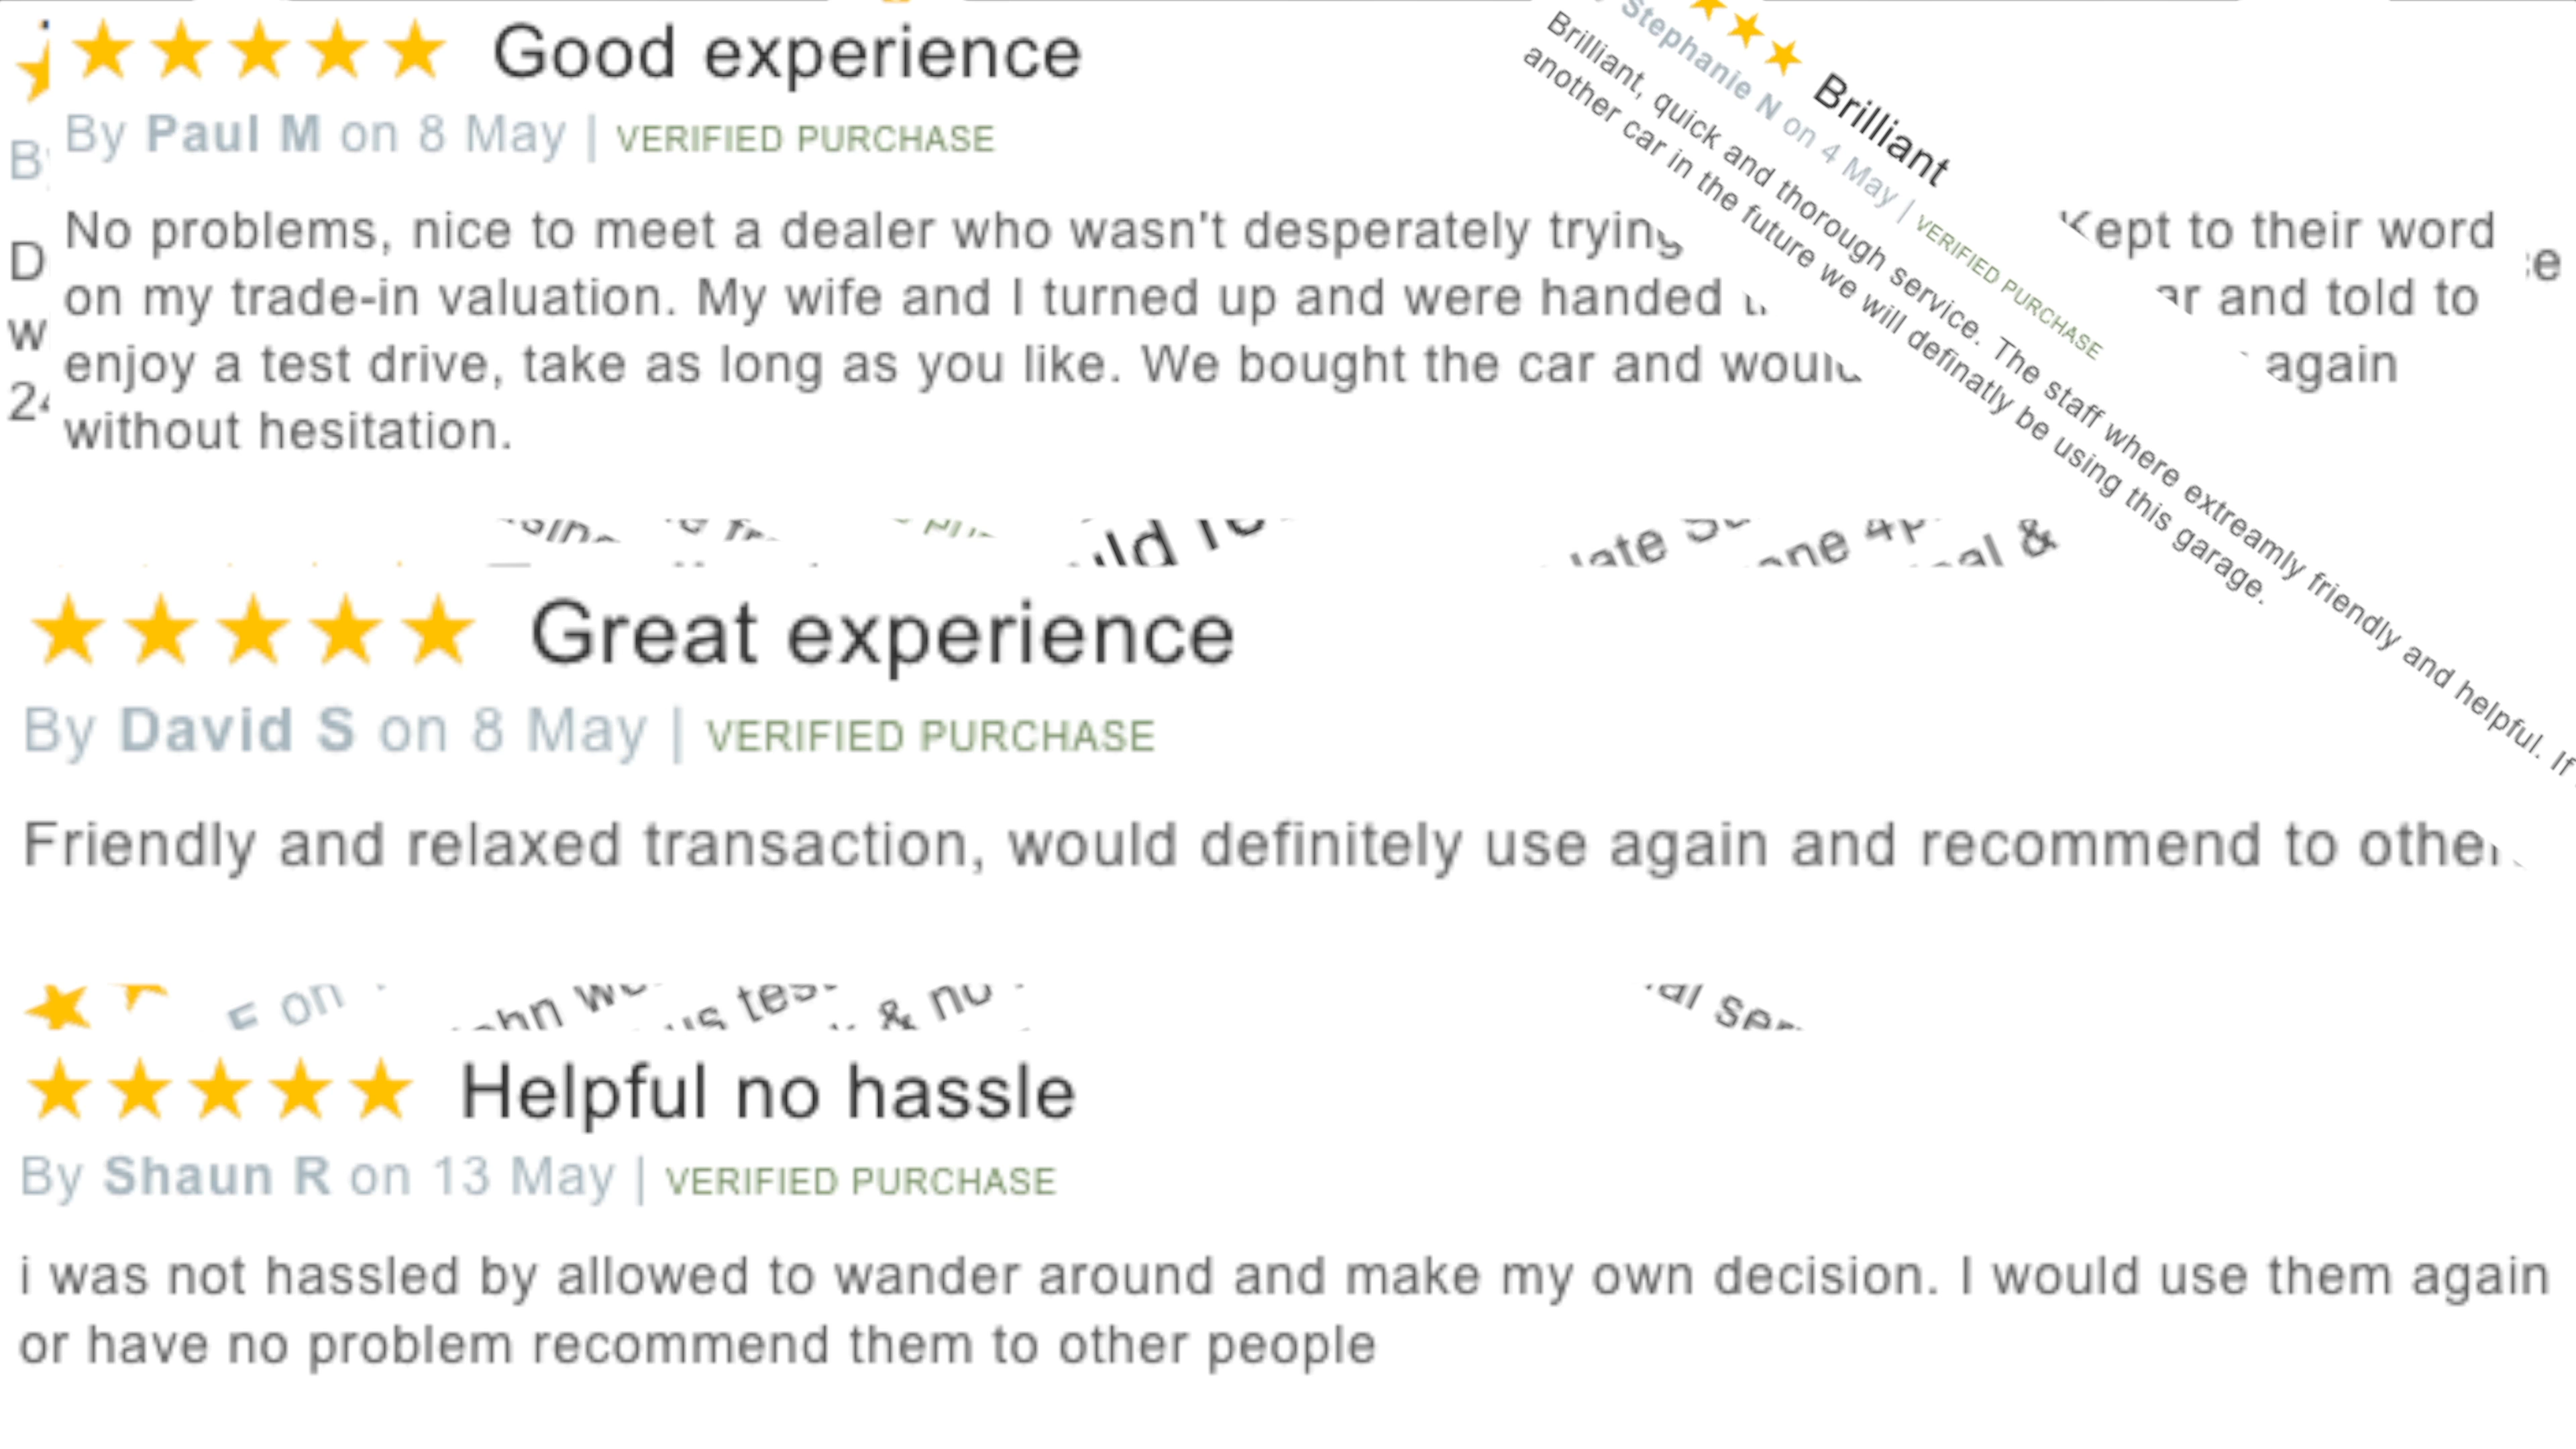 Good experience
By Paul M on 8 May | VERIFIED PURCHASE
No problems, nice to meet a dealer who wasn't desperately trying
Kept to their word
on my trade-in valuation. My wife and I turned up and were handed
and told to
enjoy a test drive, take as long as you like. We bought the car and would
again
without hesitation.
Brilliant
Stephanie N on 4 May | VERIFIED PURCHASE
Brilliant, quick and thorough service. The staff where extreamly friendly and helpful. If
another car in the future we will definatly be using this garage.
Great experience
By David S on 8 May | VERIFIED PURCHASE
Friendly and relaxed transaction, would definitely use again and recommend to
Helpful no hassle
By Shaun R on 13 May | VERIFIED PURCHASE
i was not hassled by allowed to wander around and make my own decision. I would use them again
or have no problem recommend them to other people